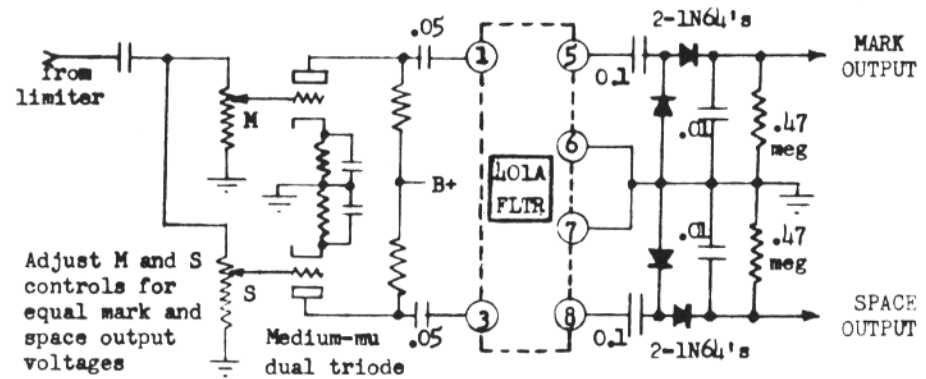 2-1N64's
.05
1
5
0.1
MARK
OUTPUT
from
limiter
M
.01
.47
meg
6
401A
FLTR
B+
7
.01
.47
meg
Adjust M and S
controls for
equal mark and
space output
voltages
S
3
8
.05
0.1
2-1N64's
SPACE
OUTPUT
Medium-mu
dual triode